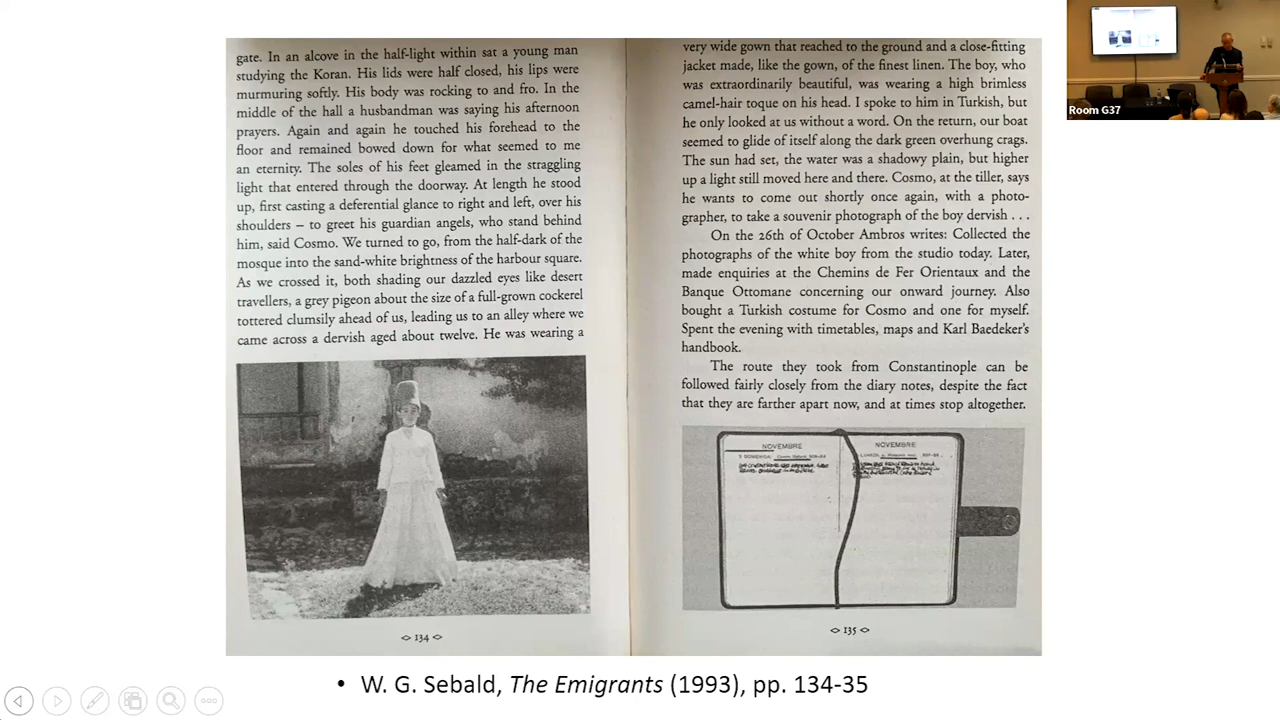 gate. In an alcove in the half-light within sat a young man
studying the Koran. His lids were half closed, his lips were
murmuring softly. His body was rocking to and fro. In the
middle of the hall a husbandman was saying his afternoon
prayers. Again and again he touched his forehead to the
floor and remained bowed down for what seemed to me
an eternity. The soles of his feet gleamed in the straggling
light that entered through the doorway. At length he stood
up, first casting a deferential glance to right and left, over his
shoulders – to greet his guardian angels, who stand behind
him, said Cosmo. We turned to go, from the half-dark of the
mosque into the sand-white brightness of the harbour square.
As we crossed it, both shading our dazzled eyes like desert
travellers, a grey pigeon about the size of a full-grown cockerel
tottered clumsily ahead of us, leading us to an alley where we
came across a dervish aged about twelve. He was wearing a
134
very wide gown that reached to the ground and a close-fitting
jacket made, like the gown, of the finest linen. The boy, who
was extraordinarily beautiful, was wearing a high brimless
camel-hair toque on his head. I spoke to him in Turkish, but
he only looked at us without a word. On the return, our boat
seemed to glide of itself along the dark green overhung crags.
The sun had set, the water was a shadowy plain, but higher
up a light still moved here and there. Cosmo, at the tiller, says
he wants to come out shortly once again, with a photo-
grapher, to take a souvenir photograph of the boy dervish . . .
On the 26th of October Ambros writes: Collected the
photographs of the white boy from the studio today. Later,
made enquiries at the Chemins de Fer Orientaux and the
Banque Ottomane concerning our onward journey. Also
bought a Turkish costume for Cosmo and one for myself.
Spent the evening with timetables, maps and Karl Baedeker's
handbook.
The route they took from Constantinople can be
followed fairly closely from the diary notes, despite the fact
that they are farther apart now, and at times stop altogether.
NOVEMBRE
NOVEMBRE
135
• W. G. Sebald, The Emigrants (1993), pp. 134-35
Room G37